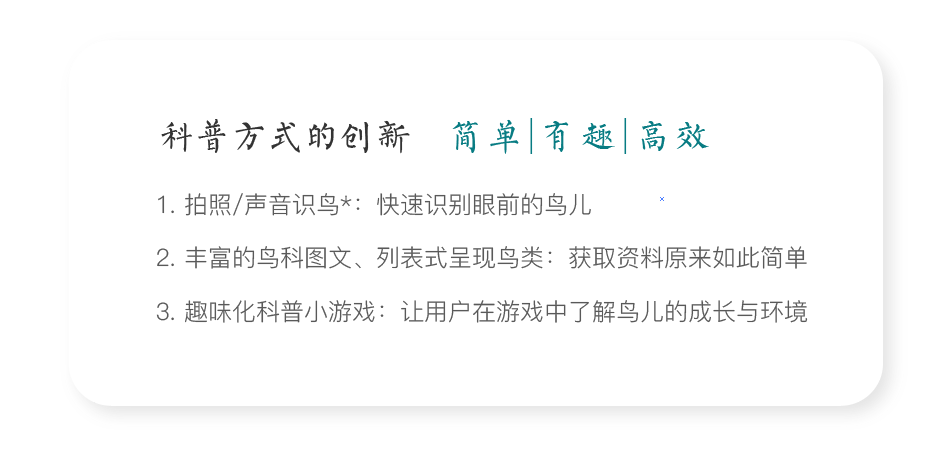 科普方式的创新 简单|有趣|高效
1. 拍照/声音识鸟*：快速识别眼前的鸟儿
2. 丰富的鸟科图文、列表式呈现鸟类：获取资料原来如此简单
3. 趣味化科普小游戏：让用户在游戏中了解鸟儿的成长与环境